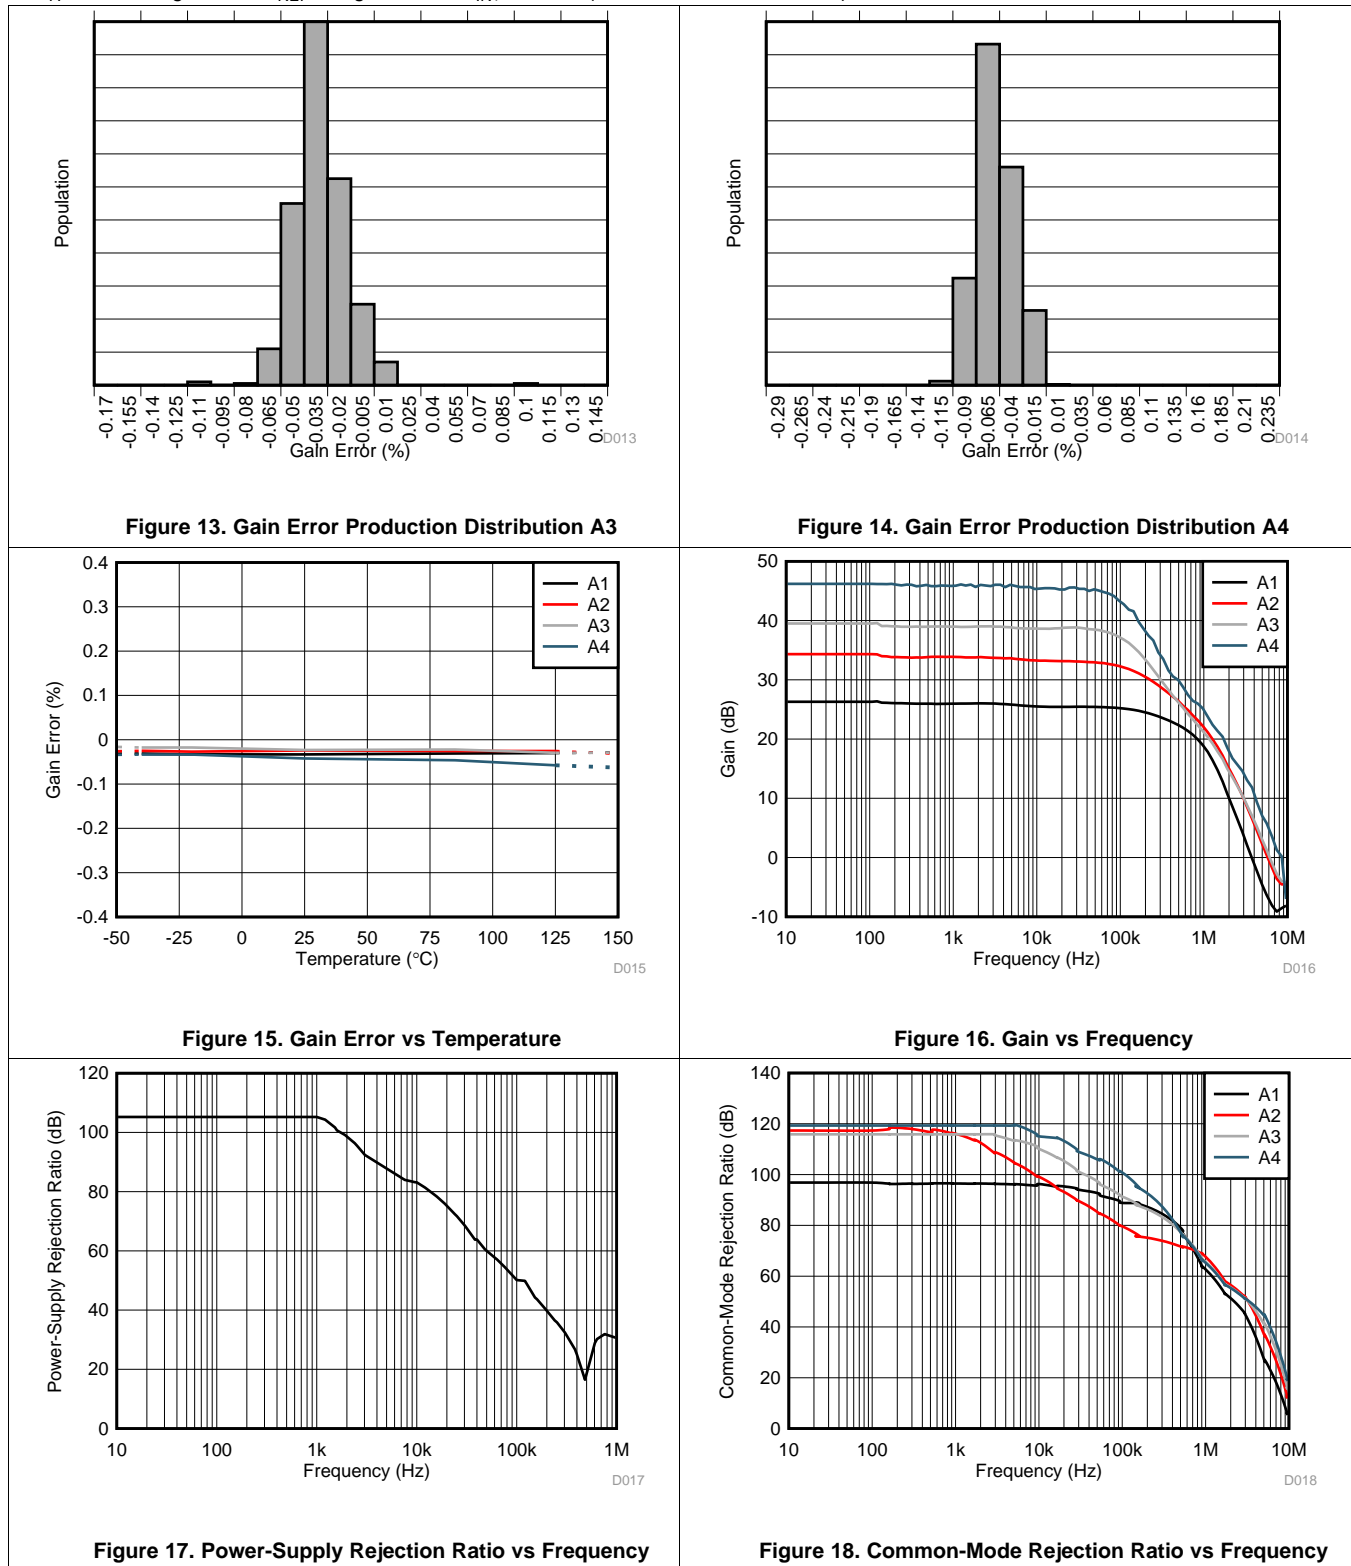 Population
-0.17
-0.155
-0.14
-0.125
-0.11
-0.095
-0.08
-0.065
-0.05
-0.035
-0.02
-0.005
0.01
0.025
0.04
0.055
0.07
0.085
0.1
0.115
0.13
0.145
Gain Error (%)
D013
Figure 13. Gain Error Production Distribution A3
Population
-0.29
-0.265
-0.24
-0.215
-0.19
-0.165
-0.14
-0.115
-0.09
-0.065
-0.04
-0.015
0.01
0.035
0.06
0.085
0.11
0.135
0.16
0.185
0.21
0.235
Gain Error (%)
D014
Figure 14. Gain Error Production Distribution A4
Gain Error (%)
0.4
0.3
0.2
0.1
0
-0.1
-0.2
-0.3
-0.4
-50 -25 0 25 50 75 100 125 150
Temperature (°C)
A1
A2
A3
A4
D015
Figure 15. Gain Error vs Temperature
Gain (dB)
50
40
30
20
10
0
-10
10 100 1k 10k 100k 1M 10M
Frequency (Hz)
A1
A2
A3
A4
D016
Figure 16. Gain vs Frequency
Power-Supply Rejection Ratio (dB)
120
100
80
60
40
20
0
10 100 1k 10k 100k 1M
Frequency (Hz)
D017
Figure 17. Power-Supply Rejection Ratio vs Frequency
Common-Mode Rejection Ratio (dB)
140
120
100
80
60
40
20
0
10 100 1k 10k 100k 1M 10M
Frequency (Hz)
A1
A2
A3
A4
D018
Figure 18. Common-Mode Rejection Ratio vs Frequency